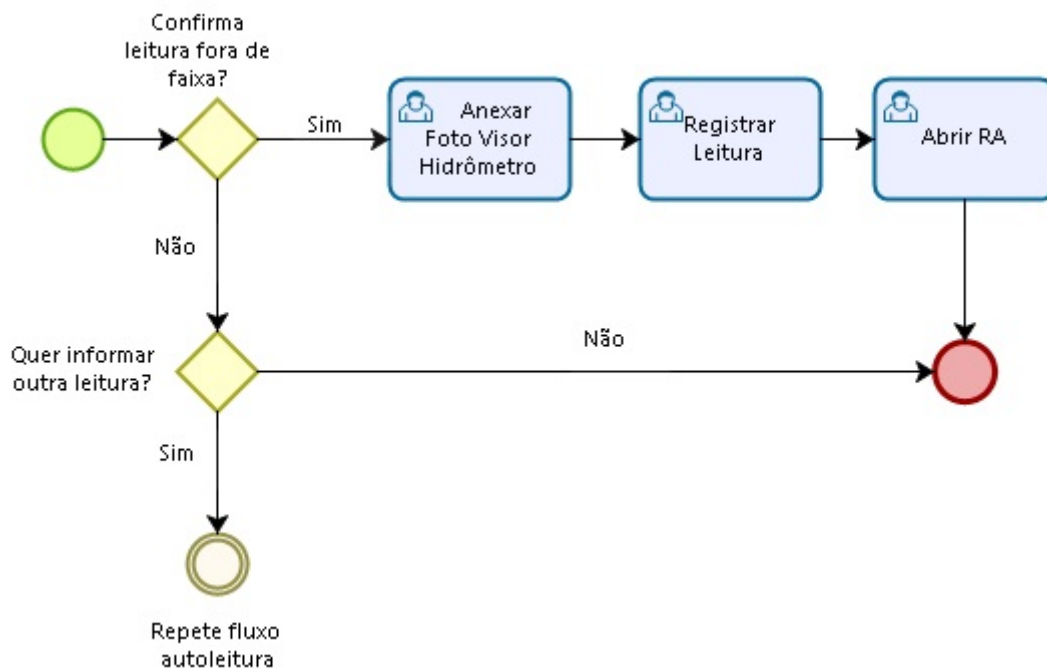 Confirma
leitura fora de
faixa?
Sim
Anexar
Foto Visor
Hidrômetro
Registrar
Leitura
Abrir RA
Não
Quer informar
outra leitura?
Não
Sim
Repete fluxo
autoleitura